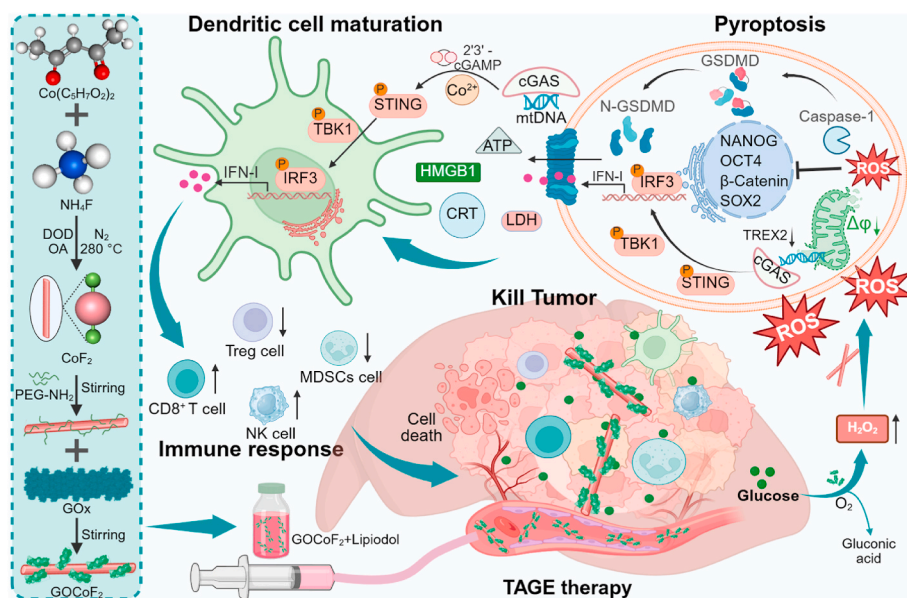 Co(C₅H₇O₂)₂
+
NH₄F
DOD N₂
OA 280 °C
CoF₂
PEG-NH₂ Stirring
+
GOx
Stirring
GOCoF₂
Dendritic cell maturation
2'3' -
cGAMP
Co²⁺
cGAS
mtDNA
P
STING
P
TBK1
P
IRF3
IFN-I
ATP
HMGB1
CRT
LDH
Pyroptosis
GSDMD
N-GSDMD
Caspase-1
NANOG
OCT4
β-Catenin
SOX2
ROS
P
IRF3
IFN-I
P
TBK1
P
STING
TREX2
cGAS
Δφ
ROS
ROS
Treg cell
MDSCs cell
CD8⁺ T cell
NK cell
Immune response
Kill Tumor
Cell
death
GOCoF₂+Lipiodol
TAGE therapy
Glucose
H₂O₂
O₂
Gluconic
acid